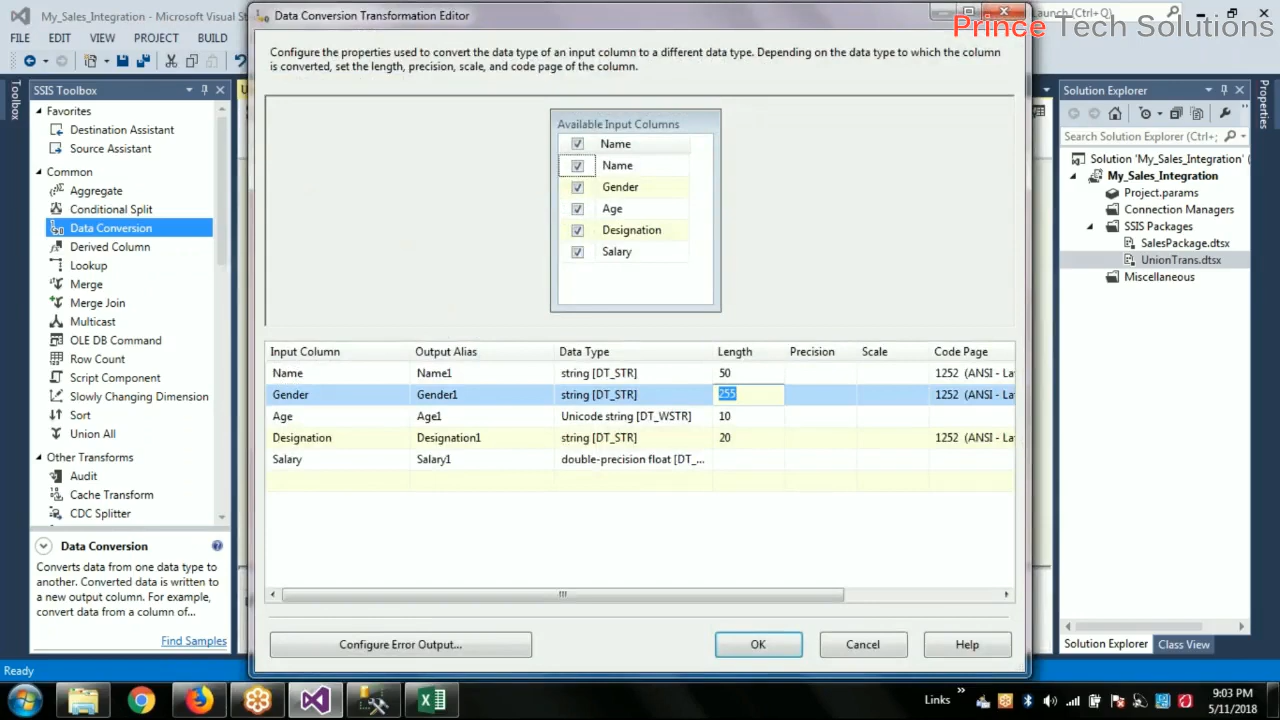 My_Sales_Integration - Microsoft Visual St
Data Conversion Transformation Editor
Launch (Ctrl+Q)
Prince Tech Solutions
FILE EDIT VIEW PROJECT BUILD
Configure the properties used to convert the data type of an input column to a different data type. Depending on the data type to which the column
is converted, set the length, precision, scale, and code page of the column.
Toolbox
SSIS Toolbox
Favorites
Destination Assistant
Source Assistant
Common
Aggregate
Conditional Split
Data Conversion
Derived Column
Lookup
Merge
Merge Join
Multicast
OLE DB Command
Row Count
Script Component
Slowly Changing Dimension
Sort
Union All
Other Transforms
Audit
Cache Transform
CDC Splitter
Data Conversion
Converts data from one data type to
another. Converted data is written to
a new output column. For example,
convert data from a column of...
Find Samples
Available Input Columns
Name
Name
Gender
Age
Designation
Salary
Input Column Output Alias Data Type Length Precision Scale Code Page
Name Name1 string [DT_STR] 50 1252 (ANSI - La
Gender Gender1 string [DT_STR] 255 1252 (ANSI - La
Age Age1 Unicode string [DT_WSTR] 10
Designation Designation1 string [DT_STR] 20 1252 (ANSI - La
Salary Salary1 double-precision float [DT_...
Configure Error Output... OK Cancel Help
Solution Explorer
Search Solution Explorer (Ctrl+;
Solution 'My_Sales_Integration' (
My_Sales_Integration
Project.params
Connection Managers
SSIS Packages
SalesPackage.dtsx
UnionTrans.dtsx
Miscellaneous
Solution Explorer Class View
Properties
Ready
Links
9:03 PM
5/11/2018